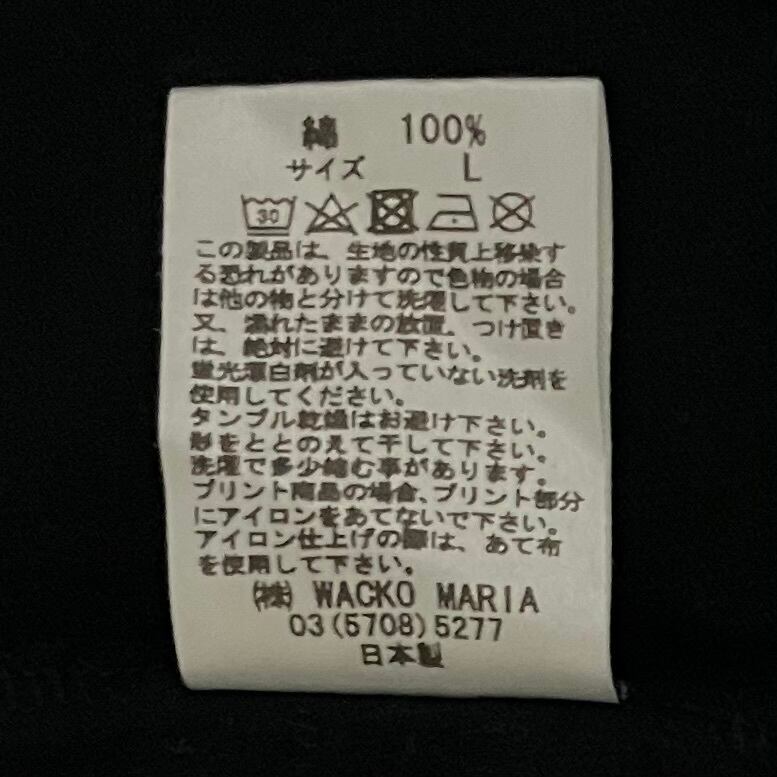 綿 100%
サイズ L
30
この製品は、生地の性質上移染す
る恐れがありますので色物の場合
は他の物と分けて洗濯して下さい。
又、濡れたままの放置、つけ置き
は、絶対に避けて下さい。
蛍光漂白剤が入っていない洗剤を
使用してください。
タンブル乾燥はお避け下さい。
形をととのえて干して下さい。
洗濯で多少縮む事があります。
プリント商品の場合、プリント部分
にアイロンをあてないで下さい。
アイロン仕上げの際は、あて布
を使用して下さい。
㈱ WACKO MARIA
03(5708)5277
日本製